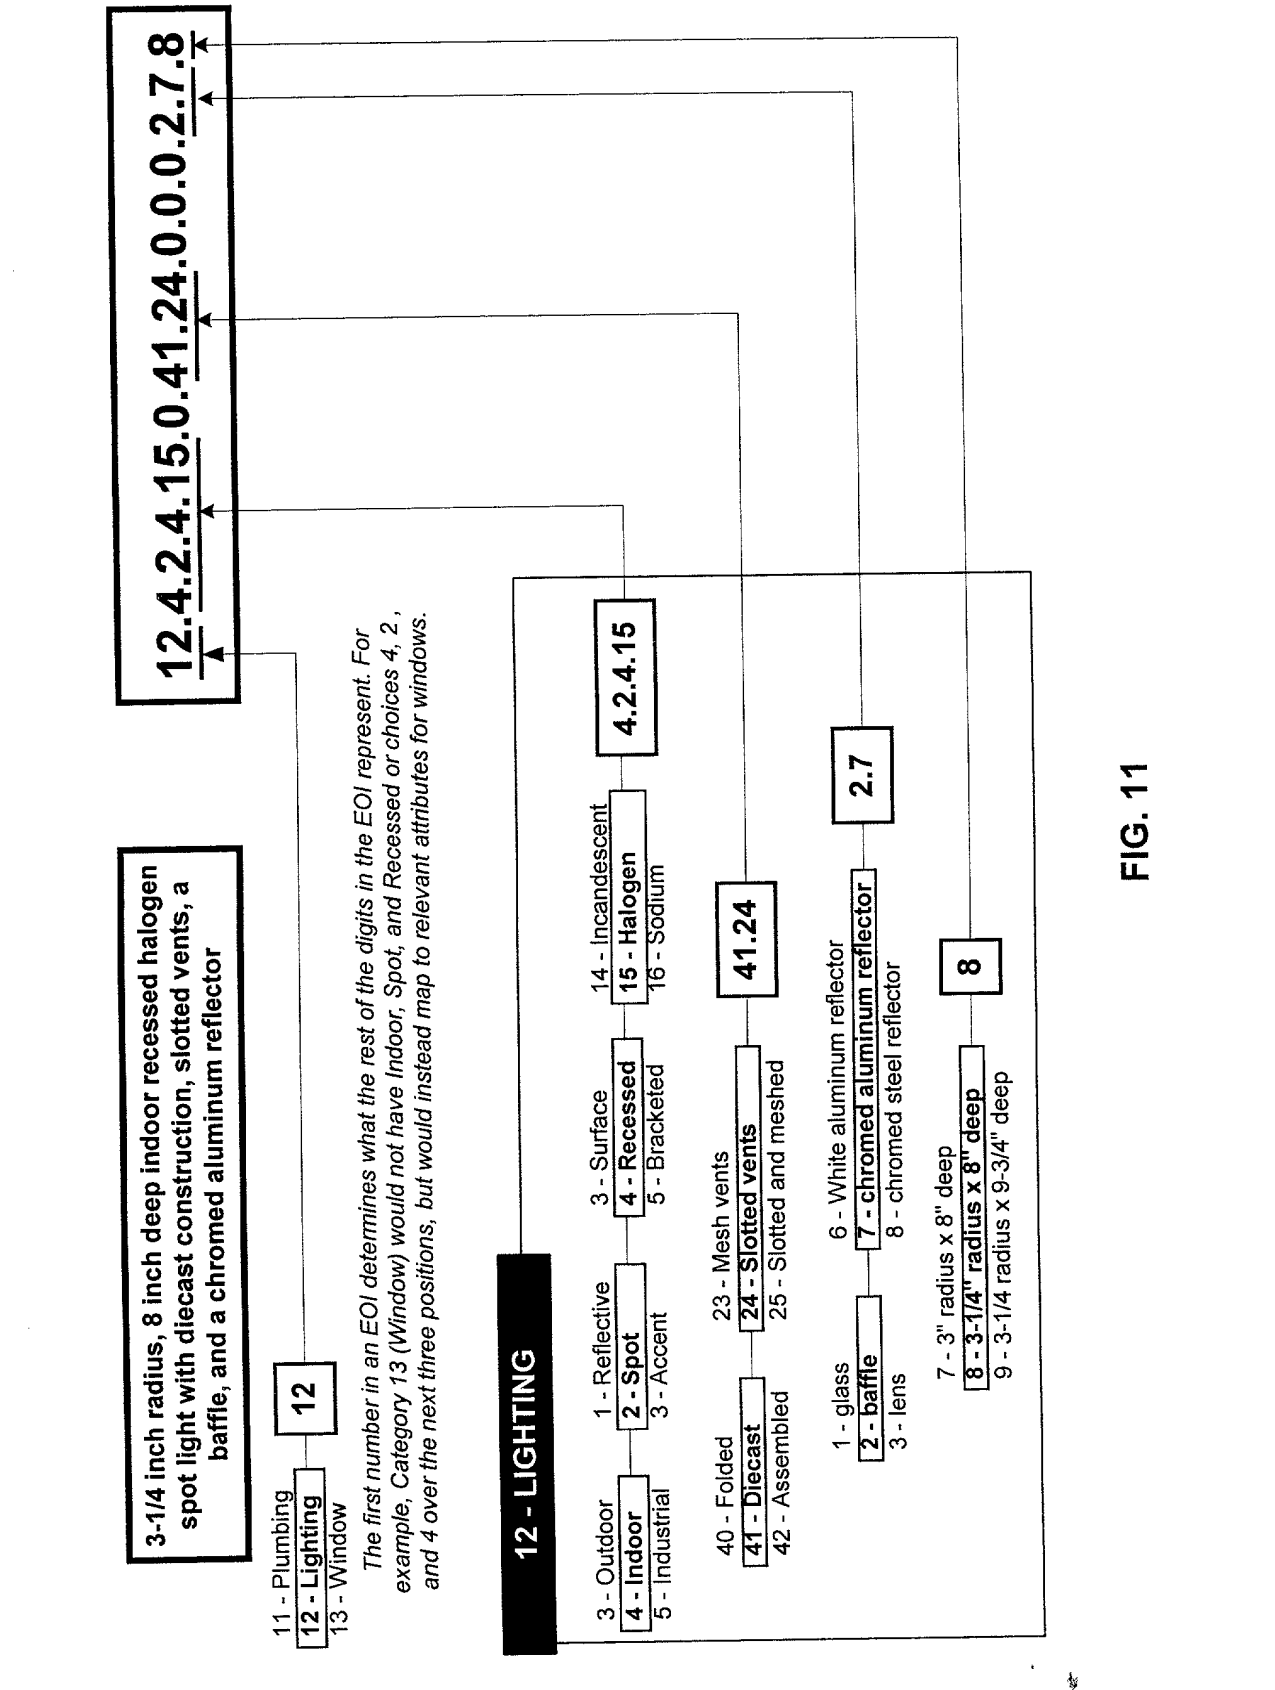 3-1/4 inch radius, 8 inch deep indoor recessed halogen
spot light with diecast construction, slotted vents, a
baffle, and a chromed aluminum reflector
12.4.2.4.15.0.41.24.0.0.0.2.7.8
11 - Plumbing
12 - Lighting
13 - Window
12
The first number in an EOI determines what the rest of the digits in the EOI represent. For
example, Category 13 (Window) would not have Indoor, Spot, and Recessed or choices 4, 2 ,
and 4 over the next three positions, but would instead map to relevant attributes for windows.
12 - LIGHTING
3 - Outdoor
4 - Indoor
5 - Industrial
1 - Reflective
2 - Spot
3 - Accent
3 - Surface
4 - Recessed
5 - Bracketed
14 - Incandescent
15 - Halogen
16 - Sodium
4.2.4.15
40 - Folded
41 - Diecast
42 - Assembled
23 - Mesh vents
24 - Slotted vents
25 - Slotted and meshed
41.24
1 - glass
2 - baffle
3 - lens
6 - White aluminum reflector
7 - chromed aluminum reflector
8 - chromed steel reflector
2.7
7 - 3" radius x 8" deep
8 - 3-1/4" radius x 8" deep
9 - 3-1/4 radius x 9-3/4" deep
8
FIG. 11